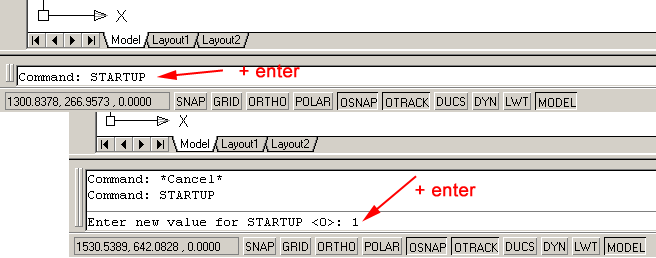 X
Model Layout1 Layout2
+ enter
Command: STARTUP
1300.8378, 266.9573 , 0.0000 SNAP GRID ORTHO POLAR OSNAP OTRACK DUCS DYN LWT MODEL
X
Model Layout1 Layout2
Command: *Cancel*
Command: STARTUP
+ enter
Enter new value for STARTUP <0>: 1
1530.5389, 642.0828 , 0.0000 SNAP GRID ORTHO POLAR OSNAP OTRACK DUCS DYN LWT MODEL